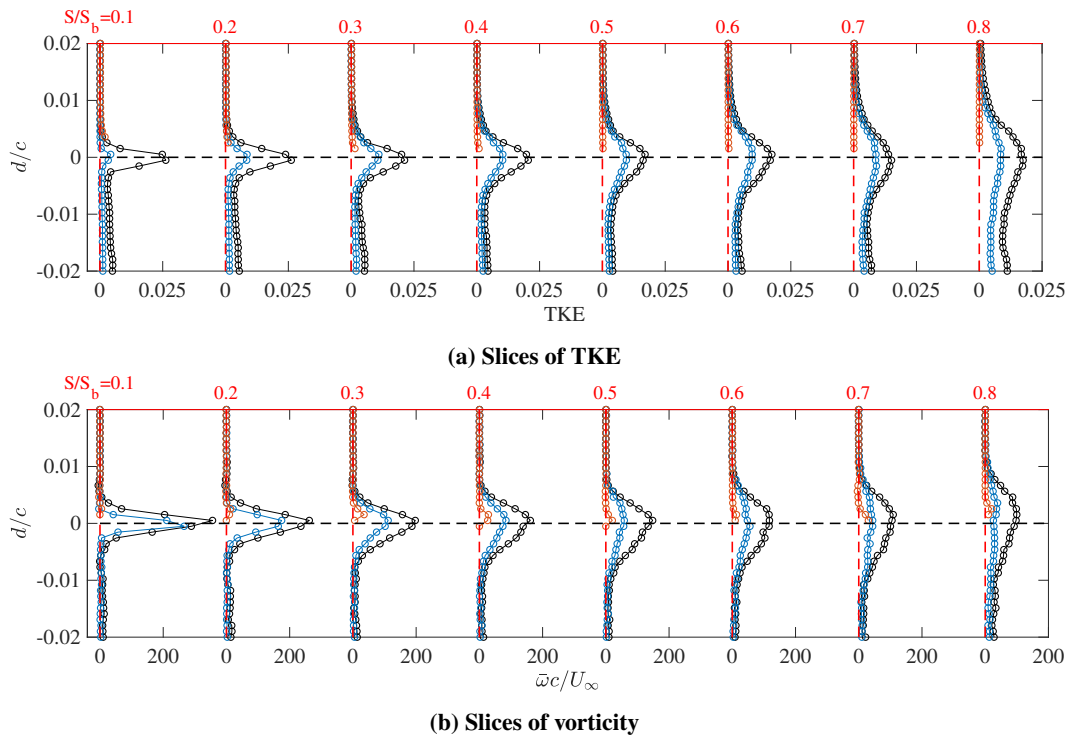 S/S_b=0.1 0.2 0.3 0.4 0.5 0.6 0.7 0.8
0.02
0.01
d/c
0
-0.01
-0.02
0 0.025 0 0.025 0 0.025 0 0.025 0 0.025 0 0.025 0 0.025 0 0.025
TKE
(a) Slices of TKE
S/S_b=0.1 0.2 0.3 0.4 0.5 0.6 0.7 0.8
0.02
0.01
d/c
0
-0.01
-0.02
0 200 0 200 0 200 0 200 0 200 0 200 0 200 0 200
ω̄c/U∞
(b) Slices of vorticity